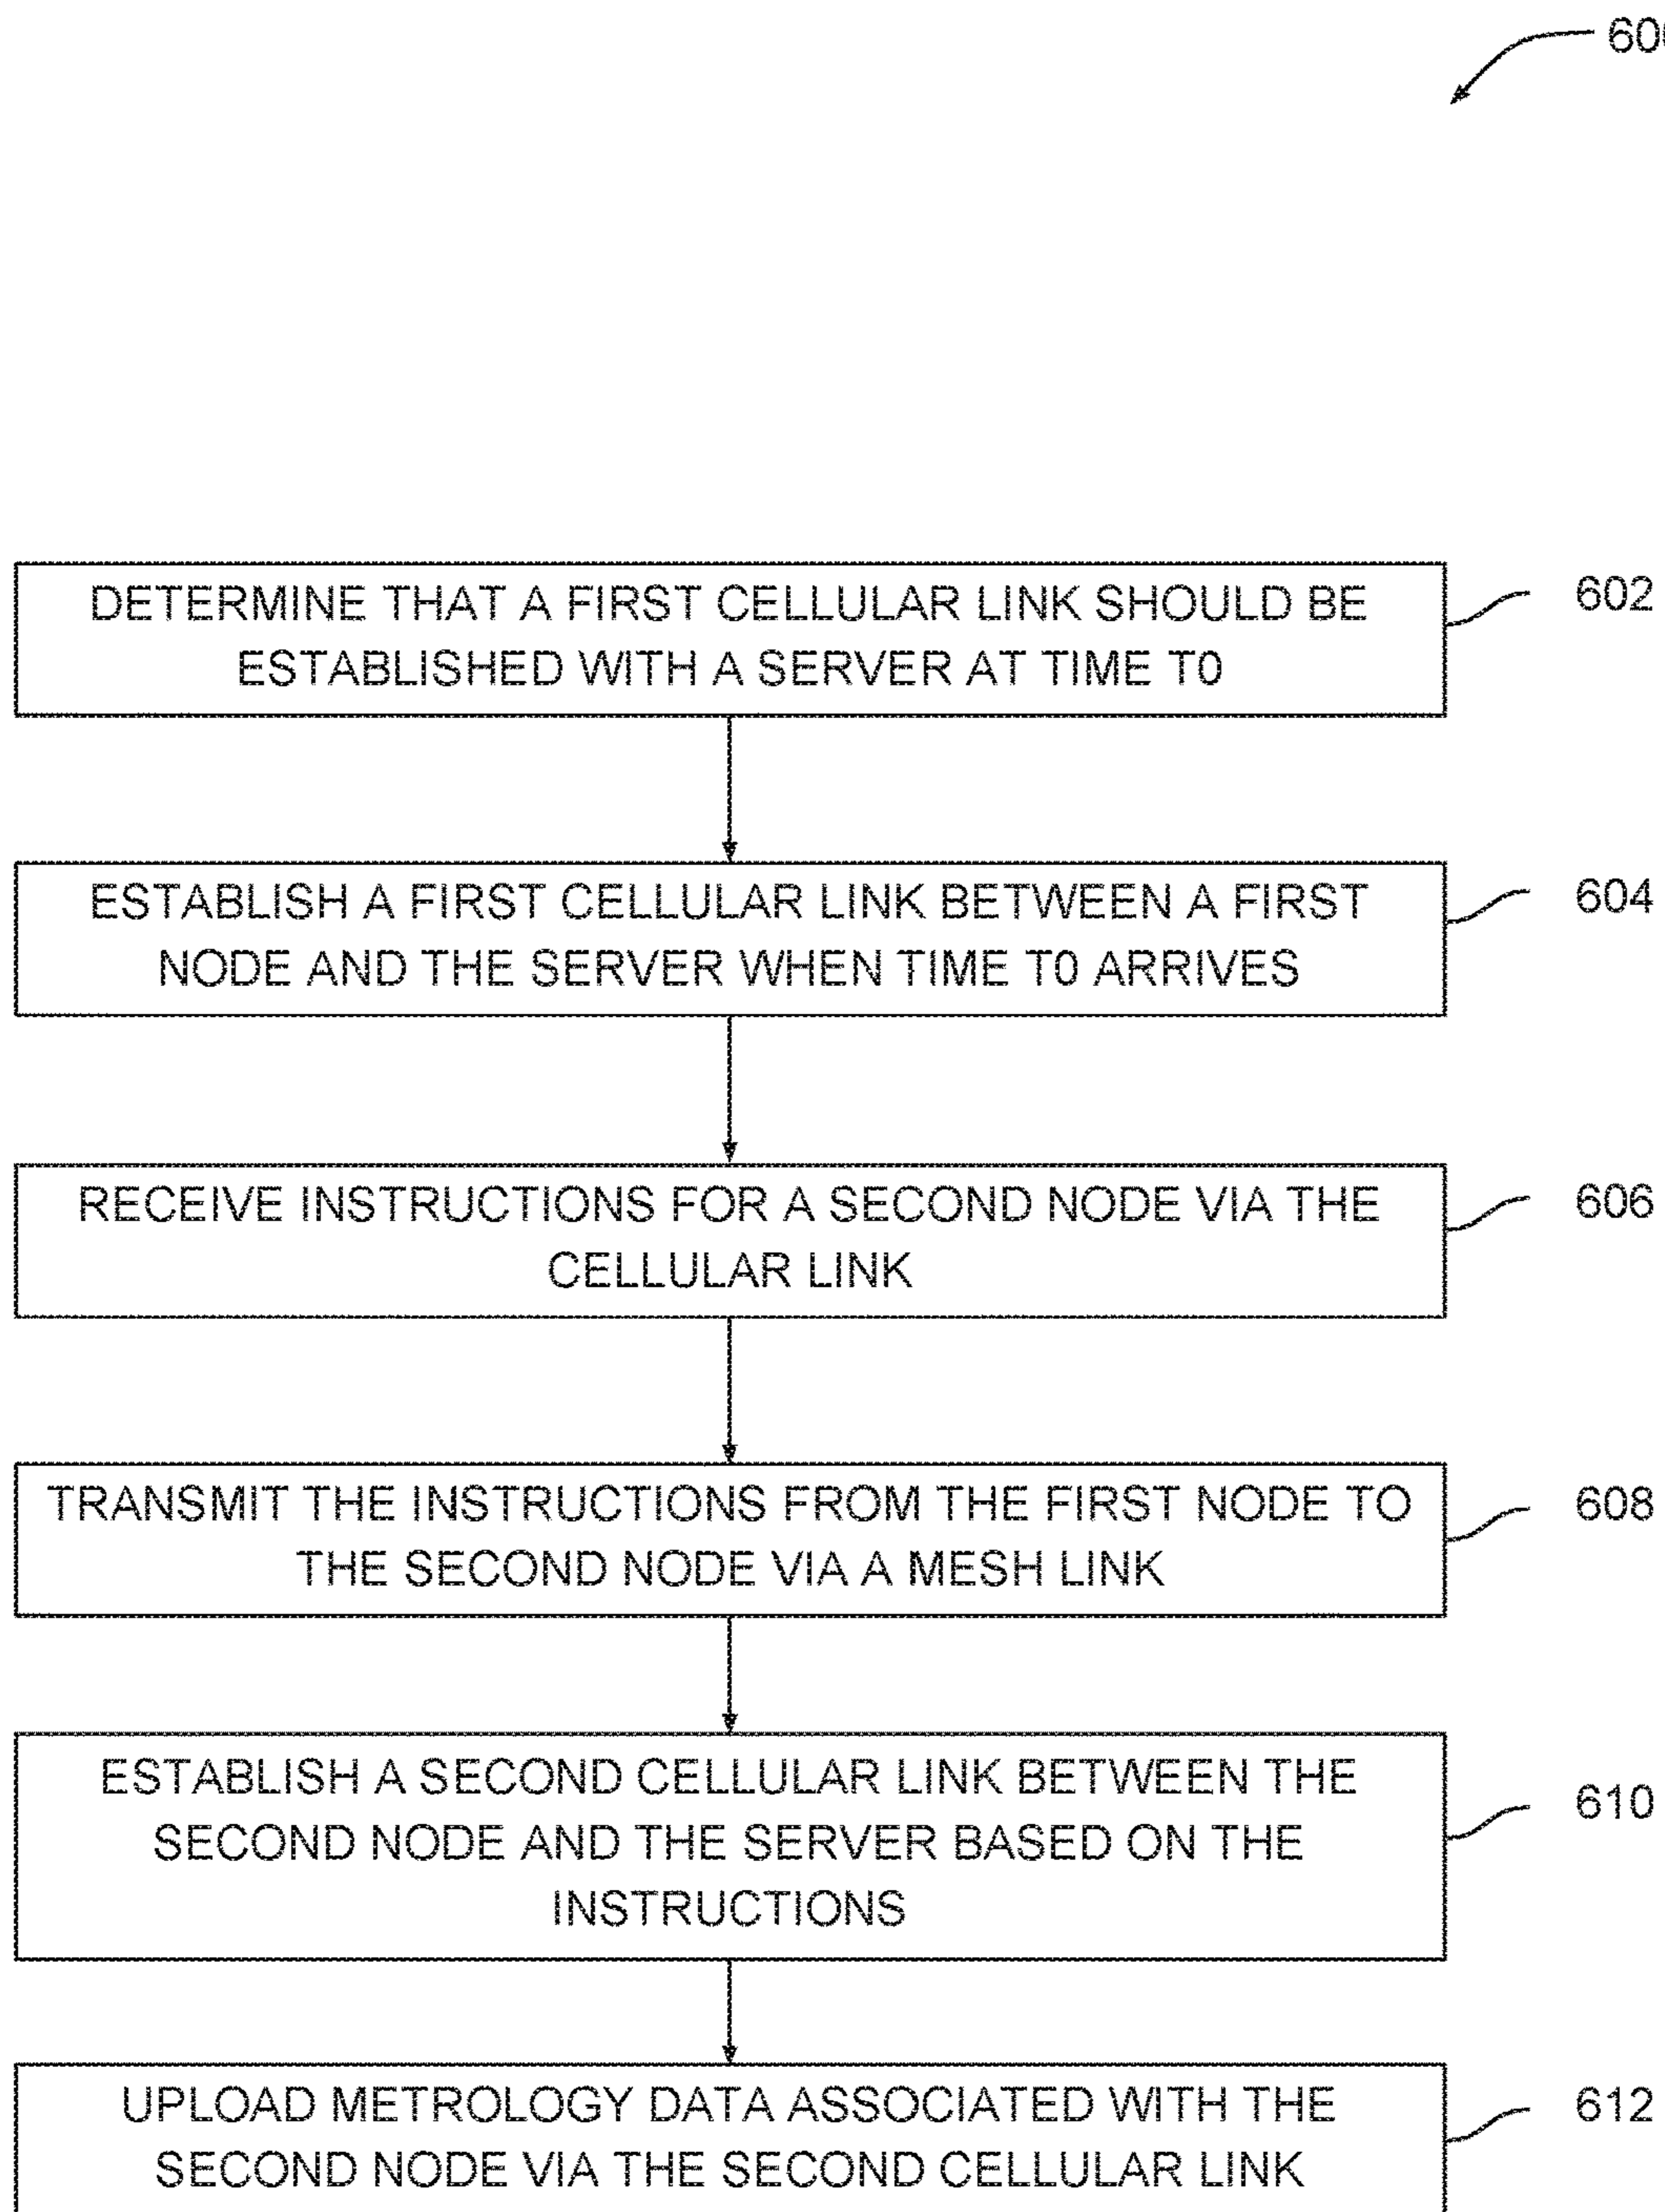 600
DETERMINE THAT A FIRST CELLULAR LINK SHOULD BE
ESTABLISHED WITH A SERVER AT TIME T0
602
ESTABLISH A FIRST CELLULAR LINK BETWEEN A FIRST
NODE AND THE SERVER WHEN TIME T0 ARRIVES
604
RECEIVE INSTRUCTIONS FOR A SECOND NODE VIA THE
CELLULAR LINK
606
TRANSMIT THE INSTRUCTIONS FROM THE FIRST NODE TO
THE SECOND NODE VIA A MESH LINK
608
ESTABLISH A SECOND CELLULAR LINK BETWEEN THE
SECOND NODE AND THE SERVER BASED ON THE
INSTRUCTIONS
610
UPLOAD METROLOGY DATA ASSOCIATED WITH THE
SECOND NODE VIA THE SECOND CELLULAR LINK
612